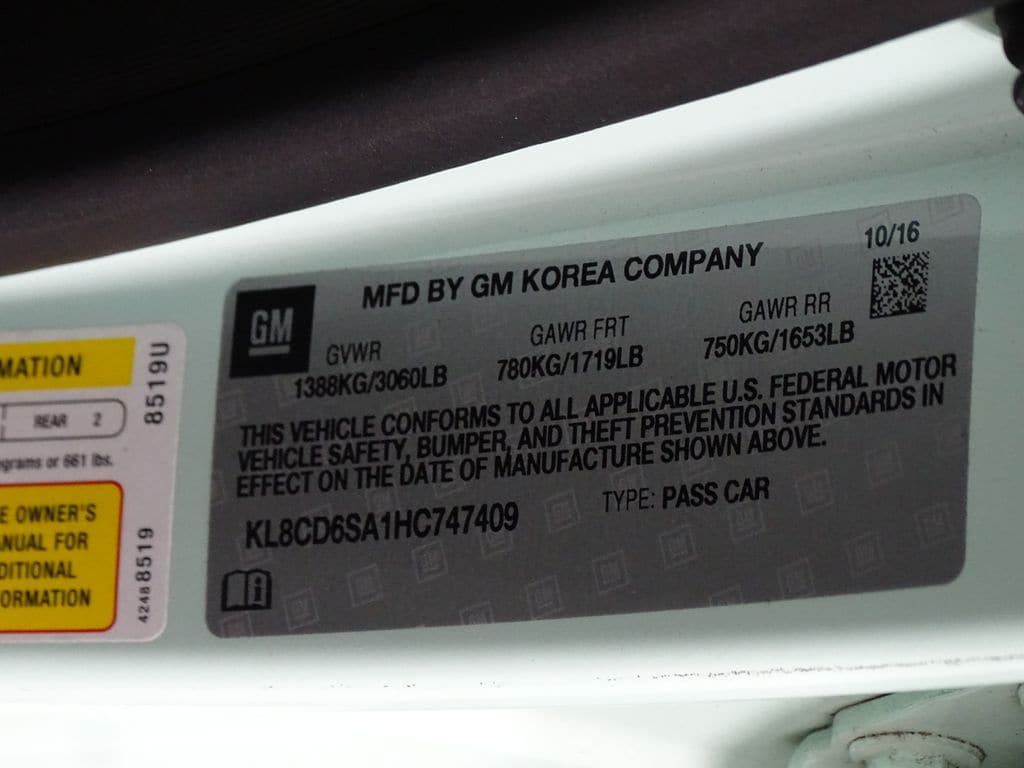 MATION
REAR 2
ograms or 661 lbs.
E OWNER'S
NUAL FOR
DITIONAL
ORMATION
8519U
42488519
GM
MFD BY GM KOREA COMPANY
10/16
GVWR GAWR FRT GAWR RR
1388KG/3060LB 780KG/1719LB 750KG/1653LB
THIS VEHICLE CONFORMS TO ALL APPLICABLE U.S. FEDERAL MOTOR
VEHICLE SAFETY, BUMPER, AND THEFT PREVENTION STANDARDS IN
EFFECT ON THE DATE OF MANUFACTURE SHOWN ABOVE.
KL8CD6SA1HC747409 TYPE: PASS CAR